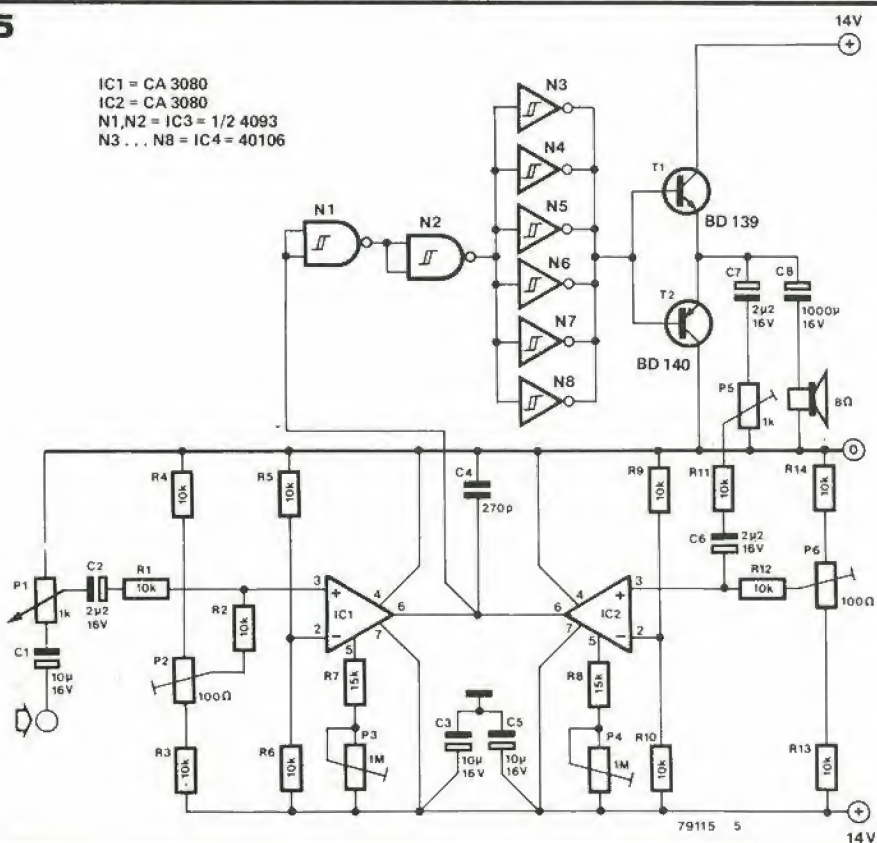 5
14V
+
IC1 = CA 3080
IC2 = CA 3080
N1,N2 = IC3 = 1/2 4093
N3 . . . N8 = IC4 = 40106
N3
N4
N5
N6
N7
N8
N1
N2
T1
BD 139
T2
BD 140
C7
2µ2
16V
C8
1000µ
16V
P5
1k
8Ω
0
R4
10k
R5
10k
C4
270p
R9
10k
R11
10k
R14
10k
P1
1k
C2
2µ2
16V
R1
10k
R2
10k
3
+
2
−
IC1
4
6
7
5
4
6
7
5
IC2
3
+
2
−
C6
2µ2
16V
R12
10k
P6
100Ω
C1
10µ
16V
P2
100Ω
R7
15k
R8
15k
R3
10k
R6
10k
P3
1M
C3
10µ
16V
C5
10µ
16V
P4
1M
R10
10k
R13
10k
79115 5
+
14V